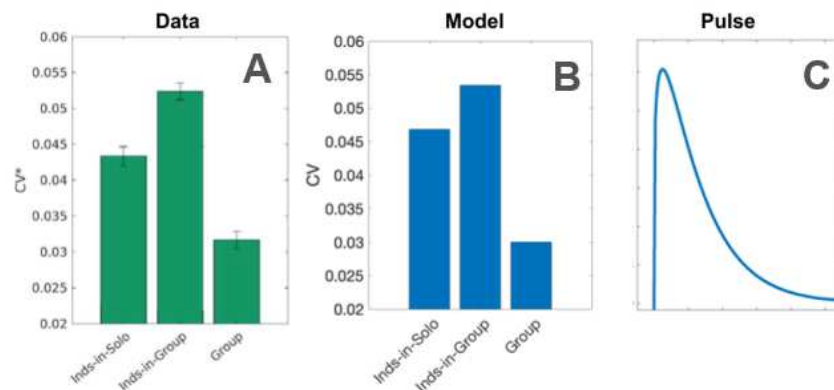 Data
Model
Pulse
A
B
C
CV*
0.06
0.055
0.05
0.045
0.04
0.035
0.03
0.025
0.02
Inds-in-Solo
Inds-in-Group
Group
CV
0.06
0.055
0.05
0.045
0.04
0.035
0.03
0.025
0.02
Inds-in-Solo
Inds-in-Group
Group